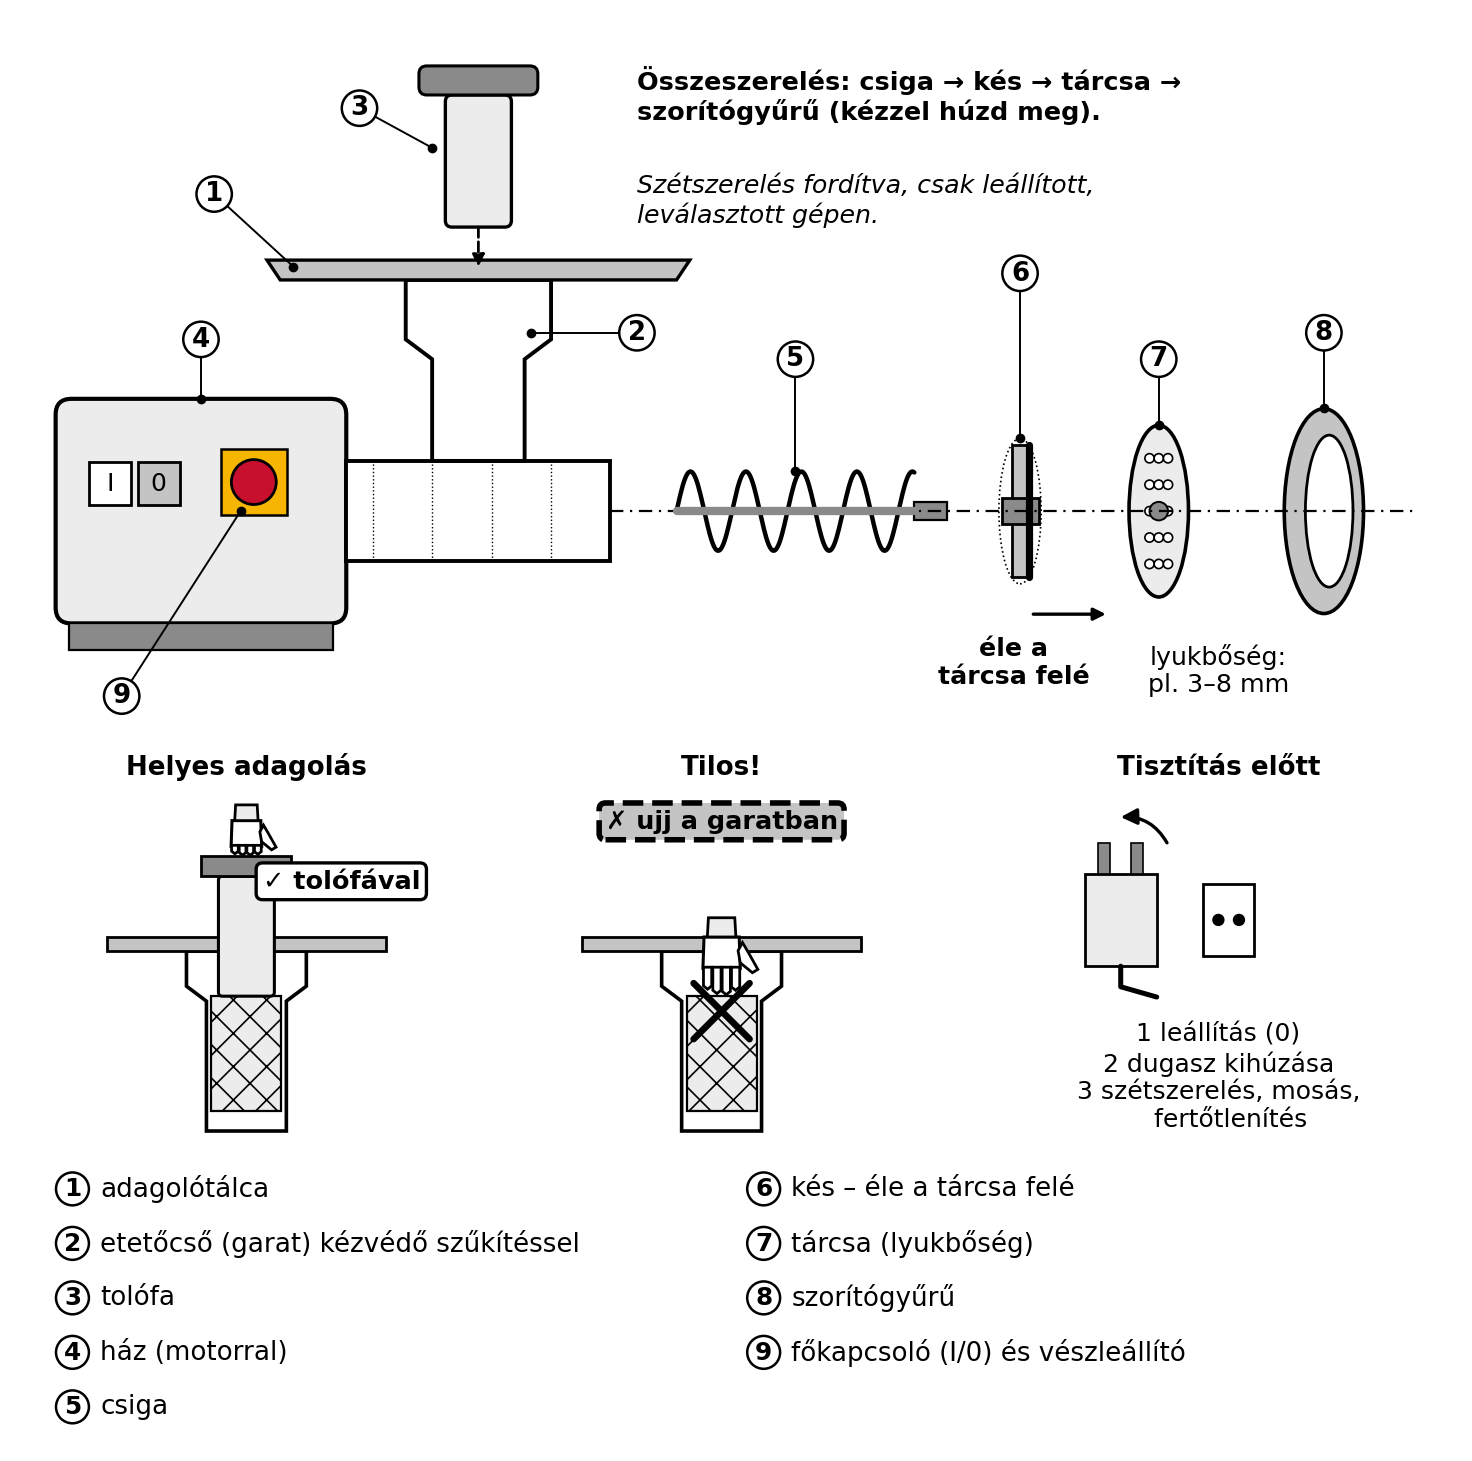 Összeszerelés: csiga → kés → tárcsa →
szorítógyűrű (kézzel húzd meg).
Szétszerelés fordítva, csak leállított,
leválasztott gépen.
3
1
6
4
2
5
7
8
I 0
éle a
tárcsa felé
lyukbőség:
pl. 3–8 mm
9
Helyes adagolás
✓ tolófával
Tilos!
✗ ujj a garatban
Tisztítás előtt
1 leállítás (0)
2 dugasz kihúzása
3 szétszerelés, mosás,
fertőtlenítés
1 adagolótálca
2 etetőcső (garat) kézvédő szűkítéssel
3 tolófa
4 ház (motorral)
5 csiga
6 kés – éle a tárcsa felé
7 tárcsa (lyukbőség)
8 szorítógyűrű
9 főkapcsoló (I/0) és vészleállító